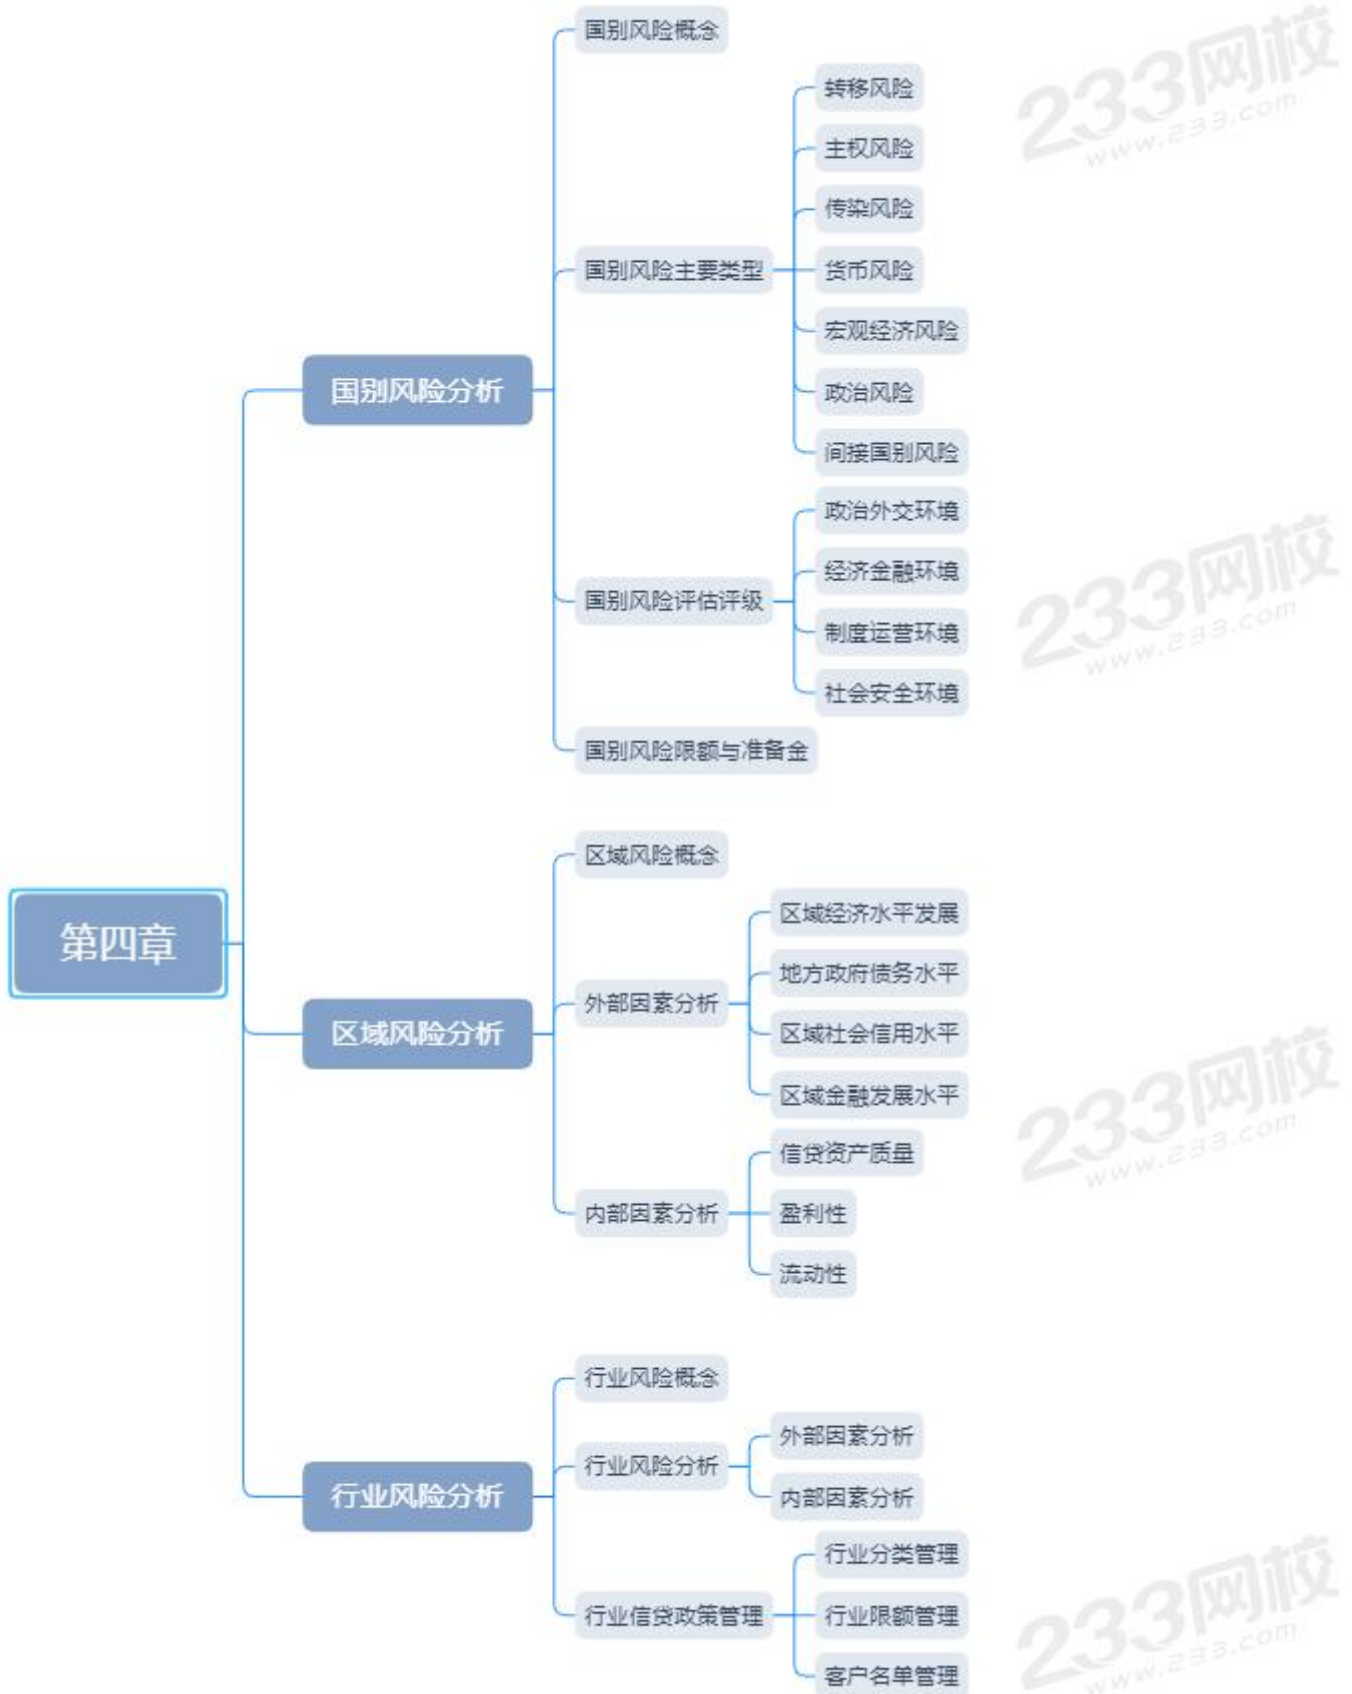 国别风险概念
转移风险
主权风险
传染风险
国别风险主要类型
货币风险
宏观经济风险
国别风险分析
政治风险
间接国别风险
政治外交环境
经济金融环境
国别风险评估评级
制度运营环境
社会安全环境
国别风险限额与准备金
区域风险概念
区域经济水平发展
第四章
地方政府债务水平
外部因素分析
区域风险分析
区域社会信用水平
区域金融发展水平
信贷资产质量
内部因素分析
盈利性
流动性
行业风险概念
外部因素分析
行业风险分析
行业风险分析
内部因素分析
行业分类管理
行业信贷政策管理
行业限额管理
客户名单管理
233网校
www.233.com
233网校
www.233.com
233网校
www.233.com
233网校
www.233.com